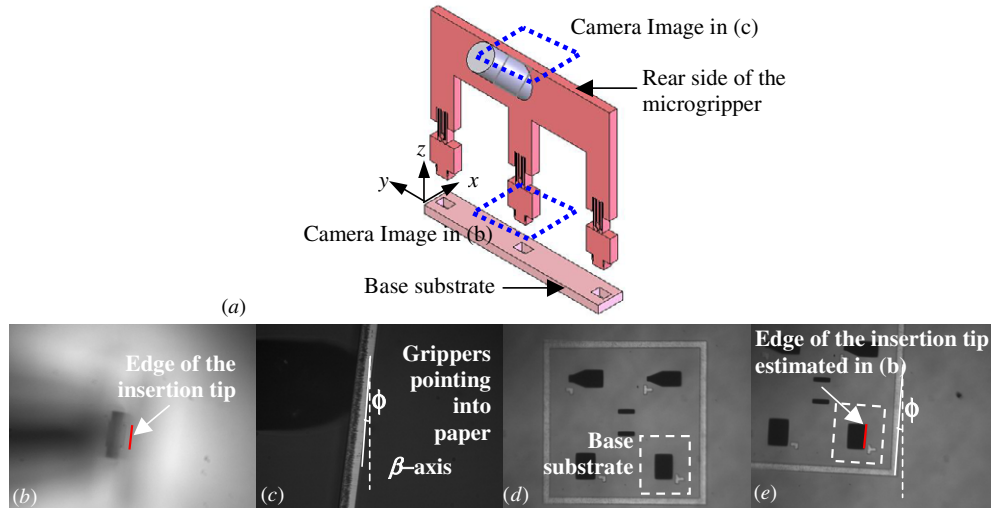 Camera Image in (c)
Rear side of the
microgripper
z
y
x
Camera Image in (b)
Base substrate
(a)
Edge of the
insertion tip
(b)
Grippers
pointing
into
paper
ϕ
β–axis
(c)
Base
substrate
(d)
Edge of the insertion tip
estimated in (b)
ϕ
(e)